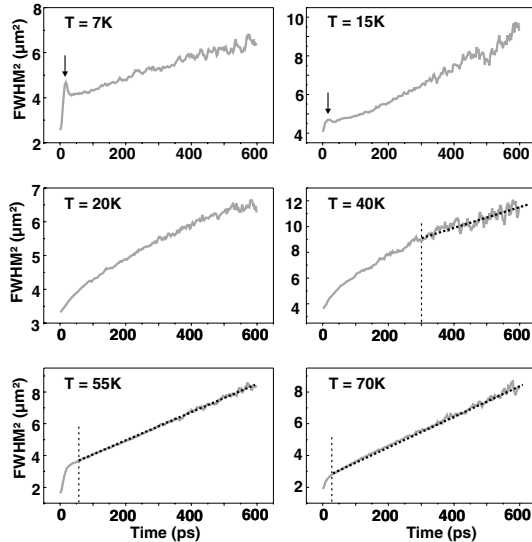 T = 7K
FWHM² (µm²)
8
6
4
2
0 200 400 600
T = 15K
10
8
6
4
0 200 400 600
T = 20K
FWHM² (µm²)
7
6
5
4
3
0 200 400 600
T = 40K
12
10
8
6
4
0 200 400 600
T = 55K
FWHM² (µm²)
8
6
4
2
0 200 400 600
Time (ps)
T = 70K
8
6
4
2
0 200 400 600
Time (ps)